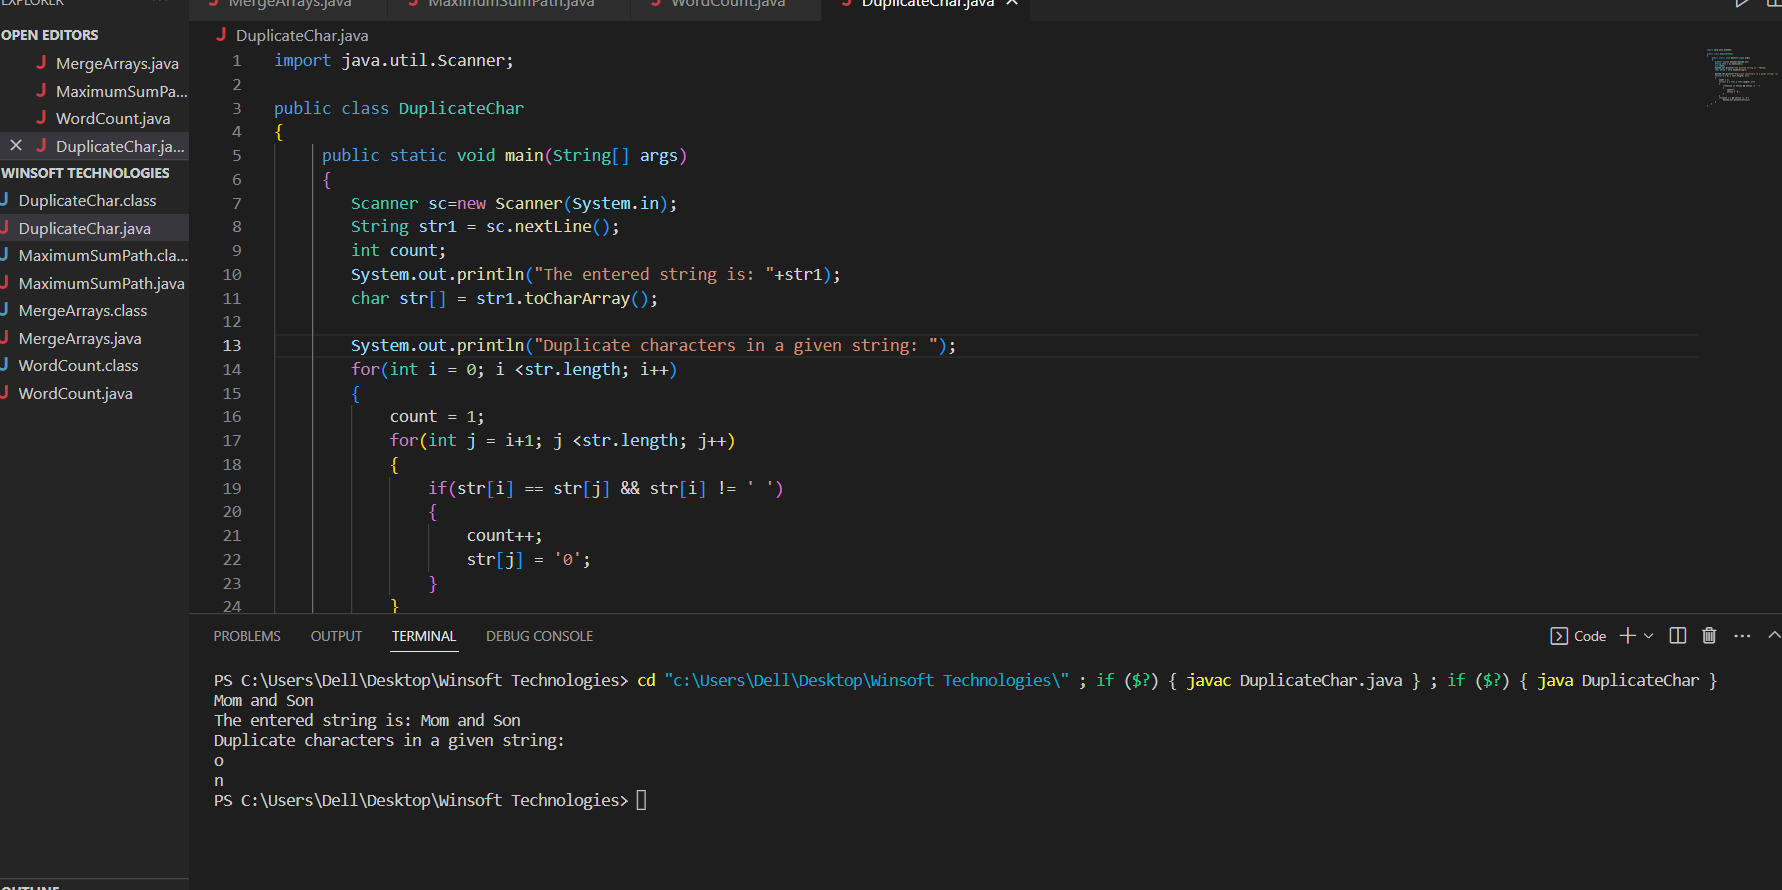 EXPLORER
MergeArrays.java MaximumSumPath.java WordCount.java DuplicateChar.java
OPEN EDITORS
MergeArrays.java
MaximumSumPa...
WordCount.java
DuplicateChar.ja...
WINSOFT TECHNOLOGIES
DuplicateChar.class
DuplicateChar.java
MaximumSumPath.cla...
MaximumSumPath.java
MergeArrays.class
MergeArrays.java
WordCount.class
WordCount.java
OUTLINE
DuplicateChar.java
1 import java.util.Scanner;
2
3 public class DuplicateChar
4 {
5 public static void main(String[] args)
6 {
7 Scanner sc=new Scanner(System.in);
8 String str1 = sc.nextLine();
9 int count;
10 System.out.println("The entered string is: "+str1);
11 char str[] = str1.toCharArray();
12
13 System.out.println("Duplicate characters in a given string: ");
14 for(int i = 0; i <str.length; i++)
15 {
16 count = 1;
17 for(int j = i+1; j <str.length; j++)
18 {
19 if(str[i] == str[j] && str[i] != ' ')
20 {
21 count++;
22 str[j] = '0';
23 }
24 }
PROBLEMS OUTPUT TERMINAL DEBUG CONSOLE Code
PS C:\Users\Dell\Desktop\Winsoft Technologies> cd "c:\Users\Dell\Desktop\Winsoft Technologies\" ; if ($?) { javac DuplicateChar.java } ; if ($?) { java DuplicateChar }
Mom and Son
The entered string is: Mom and Son
Duplicate characters in a given string:
o
n
PS C:\Users\Dell\Desktop\Winsoft Technologies>